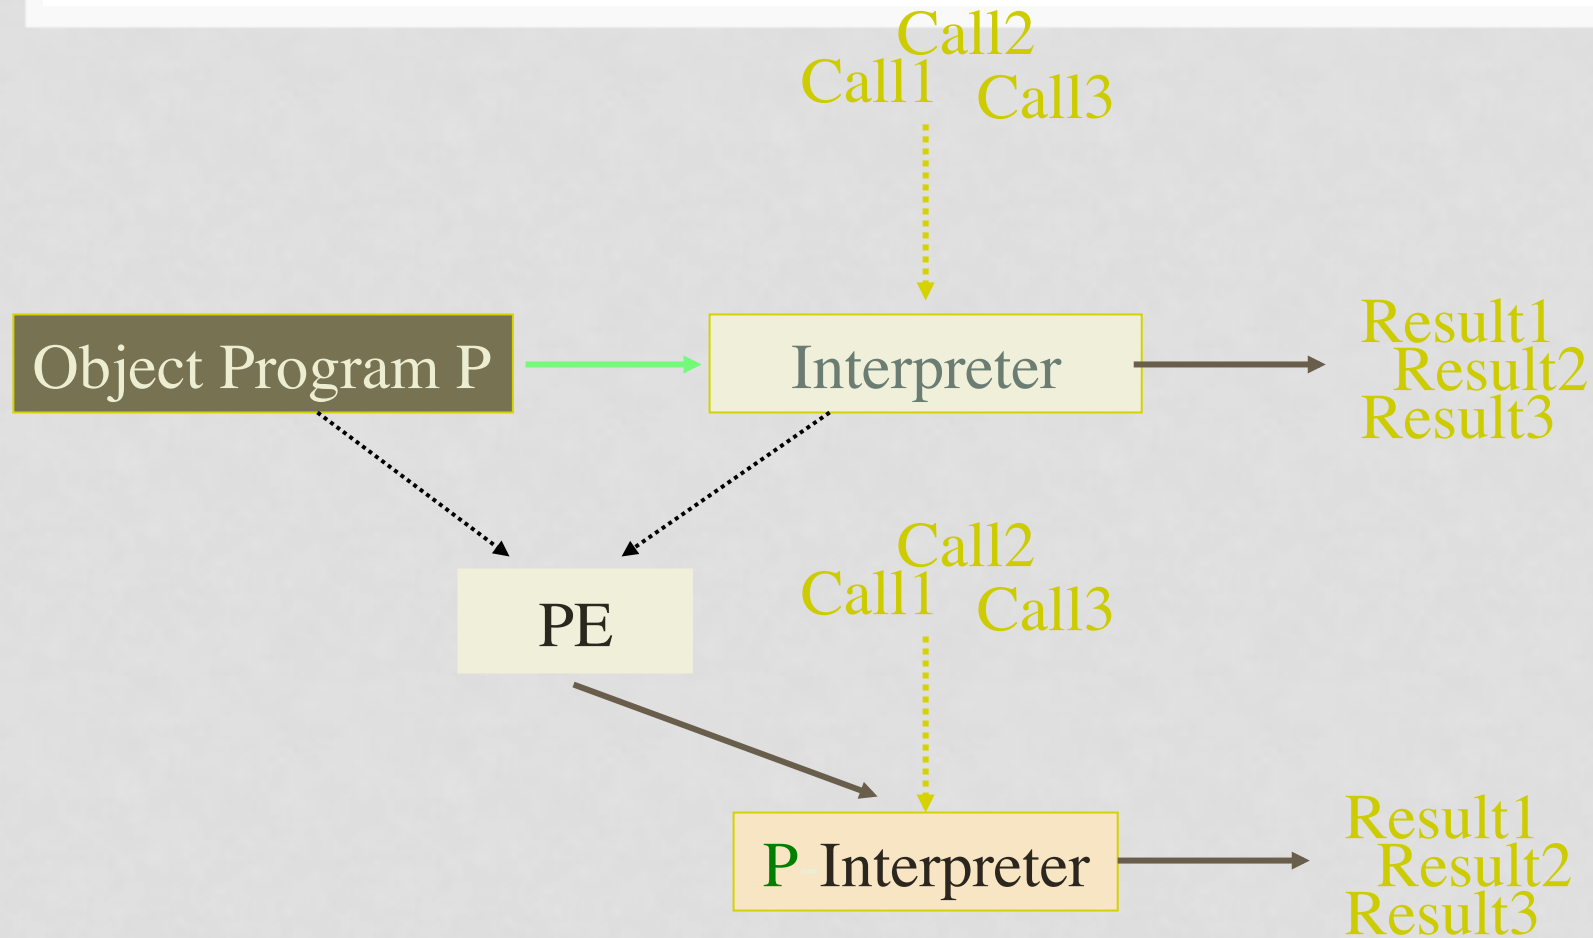 Call2
Call1
Call3
Object Program P
Interpreter
Result1
Result2
Result3
PE
Call2
Call1
Call3
P Interpreter
Result1
Result2
Result3